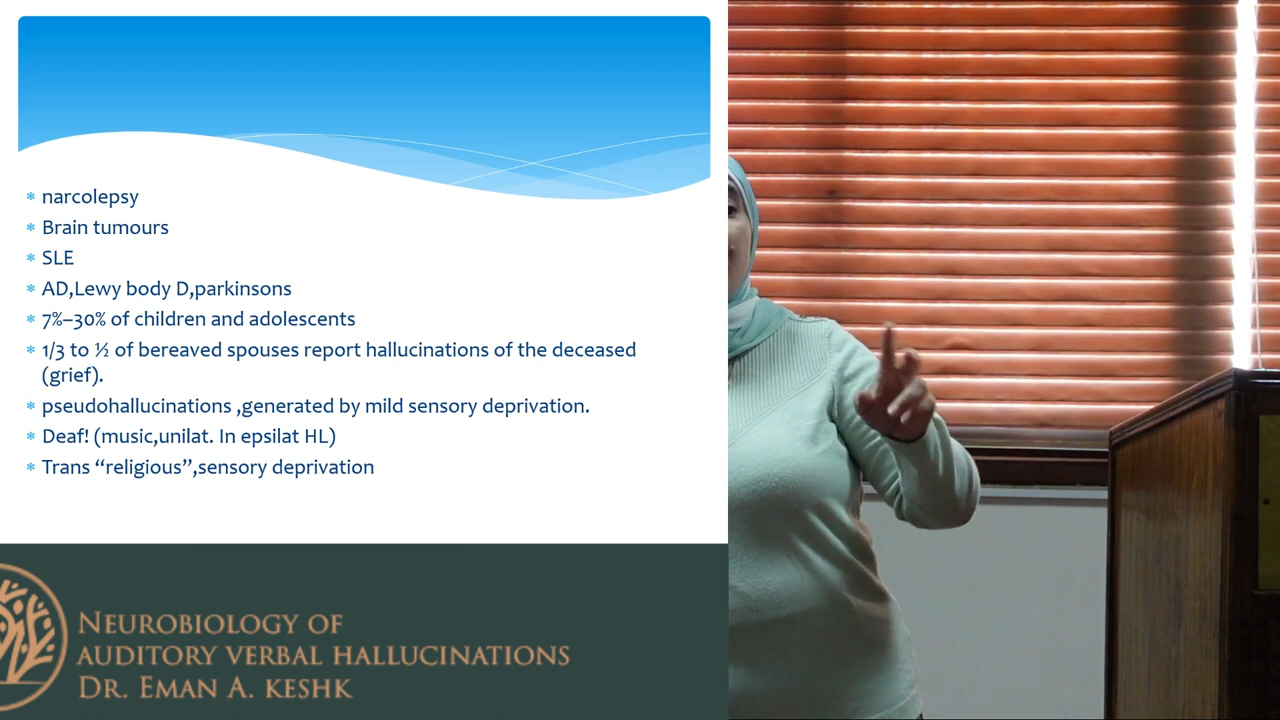 * narcolepsy
* Brain tumours
* SLE
* AD,Lewy body D,parkinsons
* 7%–30% of children and adolescents
* 1/3 to ½ of bereaved spouses report hallucinations of the deceased
(grief).
* pseudohallucinations ,generated by mild sensory deprivation.
* Deaf! (music,unilat. In epsilat HL)
* Trans “religious”,sensory deprivation
Neurobiology of
auditory verbal hallucinations
Dr. Eman A. keshk